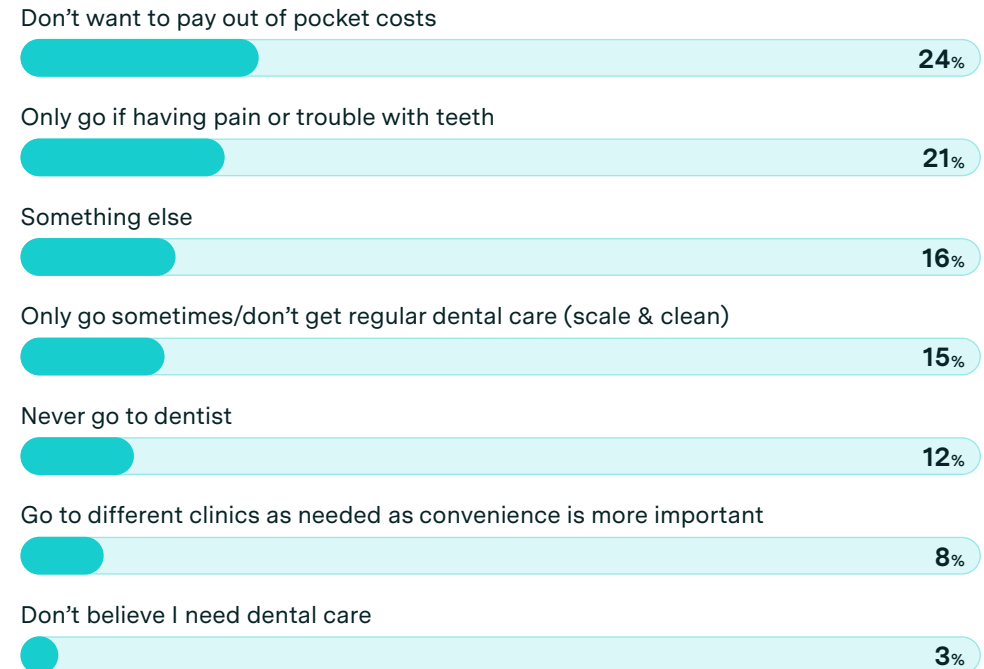 Don’t want to pay out of pocket costs
24%
Only go if having pain or trouble with teeth
21%
Something else
16%
Only go sometimes/don’t get regular dental care (scale & clean)
15%
Never go to dentist
12%
Go to different clinics as needed as convenience is more important
8%
Don’t believe I need dental care
3%